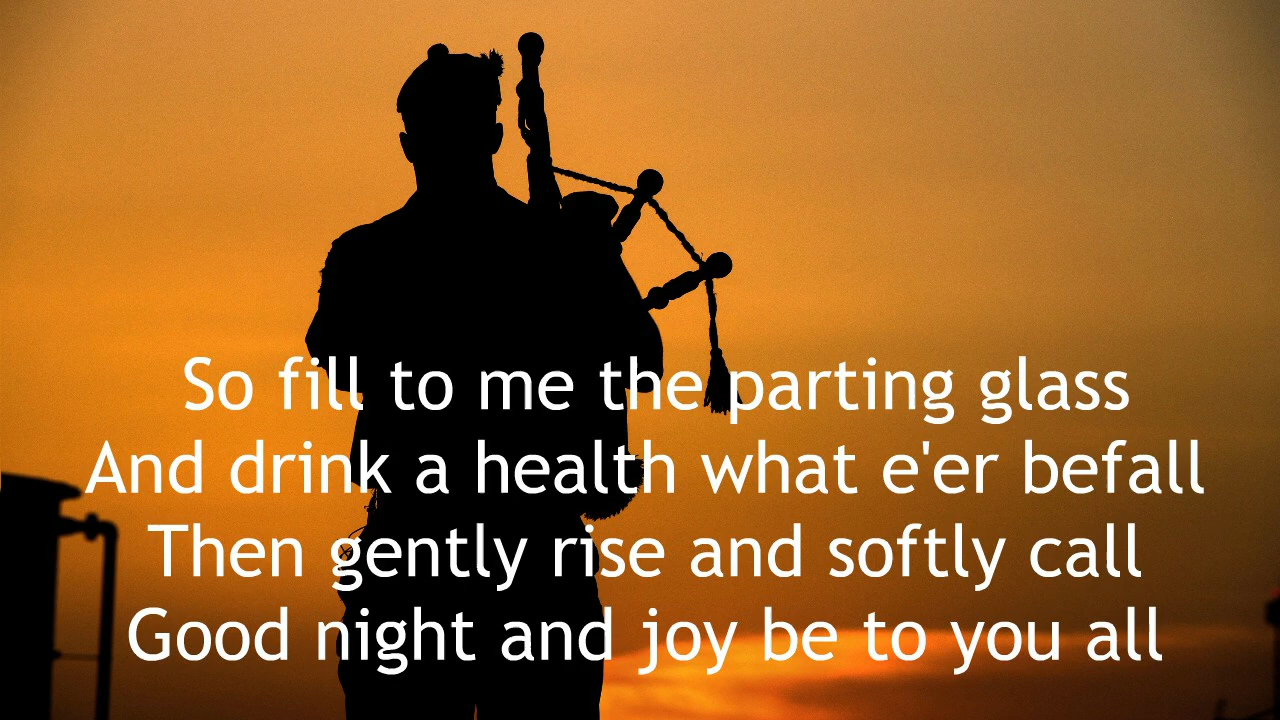 So fill to me the parting glass
And drink a health what e'er befall
Then gently rise and softly call
Good night and joy be to you all